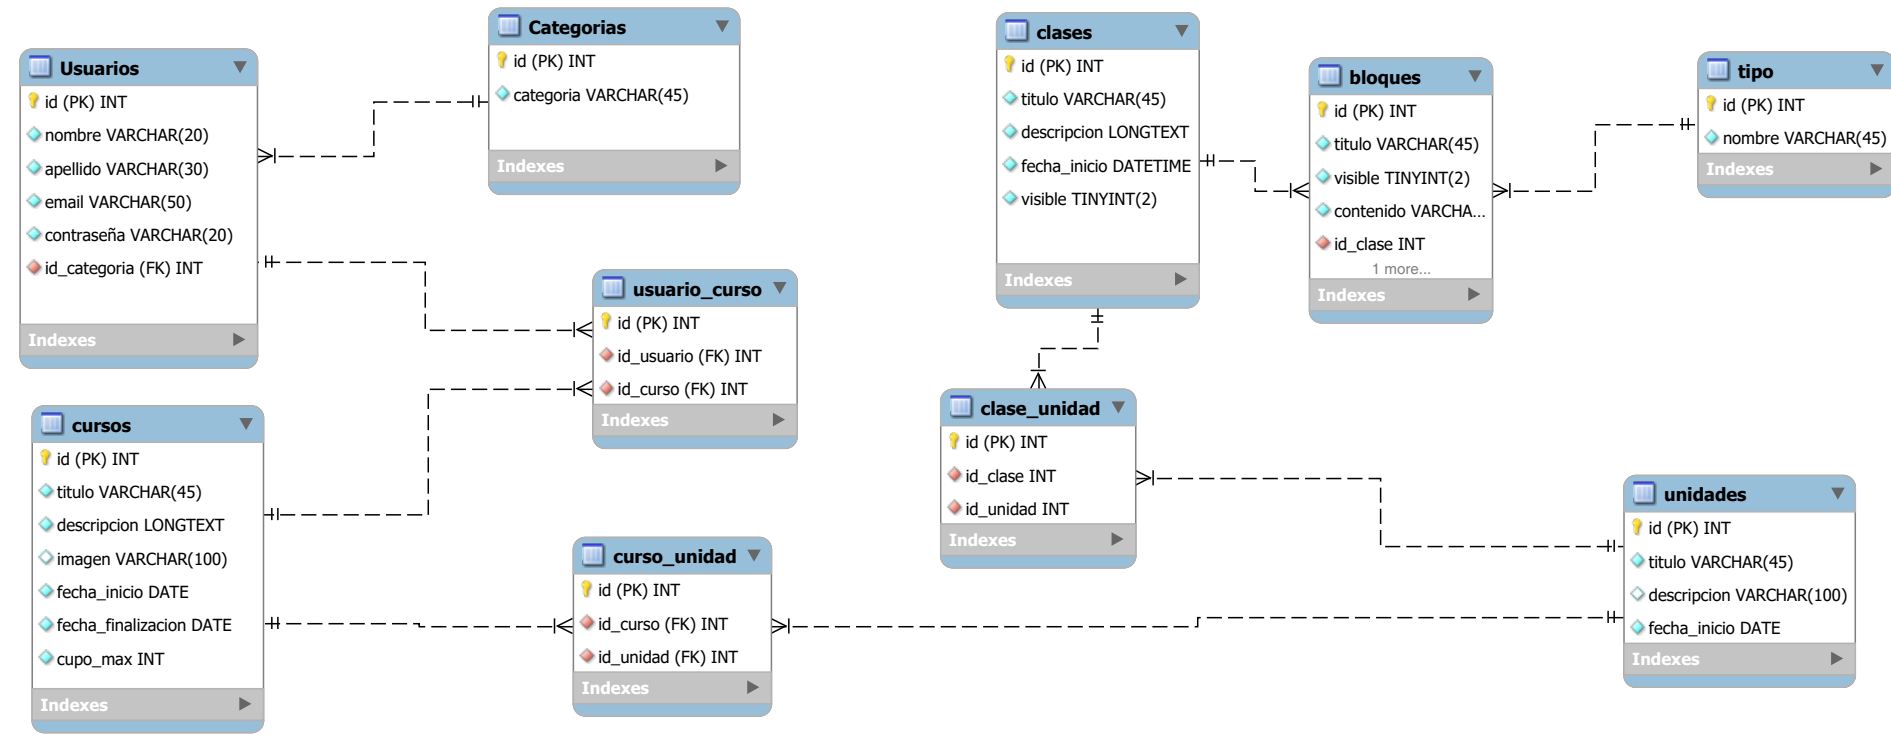 Usuarios
id (PK) INT
nombre VARCHAR(20)
apellido VARCHAR(30)
email VARCHAR(50)
contraseña VARCHAR(20)
id_categoria (FK) INT
Indexes
Categorias
id (PK) INT
categoria VARCHAR(45)
Indexes
usuario_curso
id (PK) INT
id_usuario (FK) INT
id_curso (FK) INT
Indexes
cursos
id (PK) INT
titulo VARCHAR(45)
descripcion LONGTEXT
imagen VARCHAR(100)
fecha_inicio DATE
fecha_finalizacion DATE
cupo_max INT
Indexes
curso_unidad
id (PK) INT
id_curso (FK) INT
id_unidad (FK) INT
Indexes
clases
id (PK) INT
titulo VARCHAR(45)
descripcion LONGTEXT
fecha_inicio DATETIME
visible TINYINT(2)
Indexes
bloques
id (PK) INT
titulo VARCHAR(45)
visible TINYINT(2)
contenido VARCHA...
id_clase INT
1 more...
Indexes
tipo
id (PK) INT
nombre VARCHAR(45)
Indexes
clase_unidad
id (PK) INT
id_clase INT
id_unidad INT
Indexes
unidades
id (PK) INT
titulo VARCHAR(45)
descripcion VARCHAR(100)
fecha_inicio DATE
Indexes